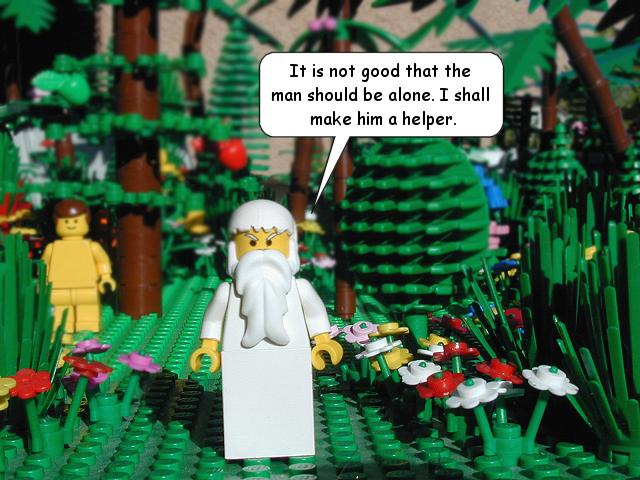 It is not good that the
man should be alone. I shall
make him a helper.